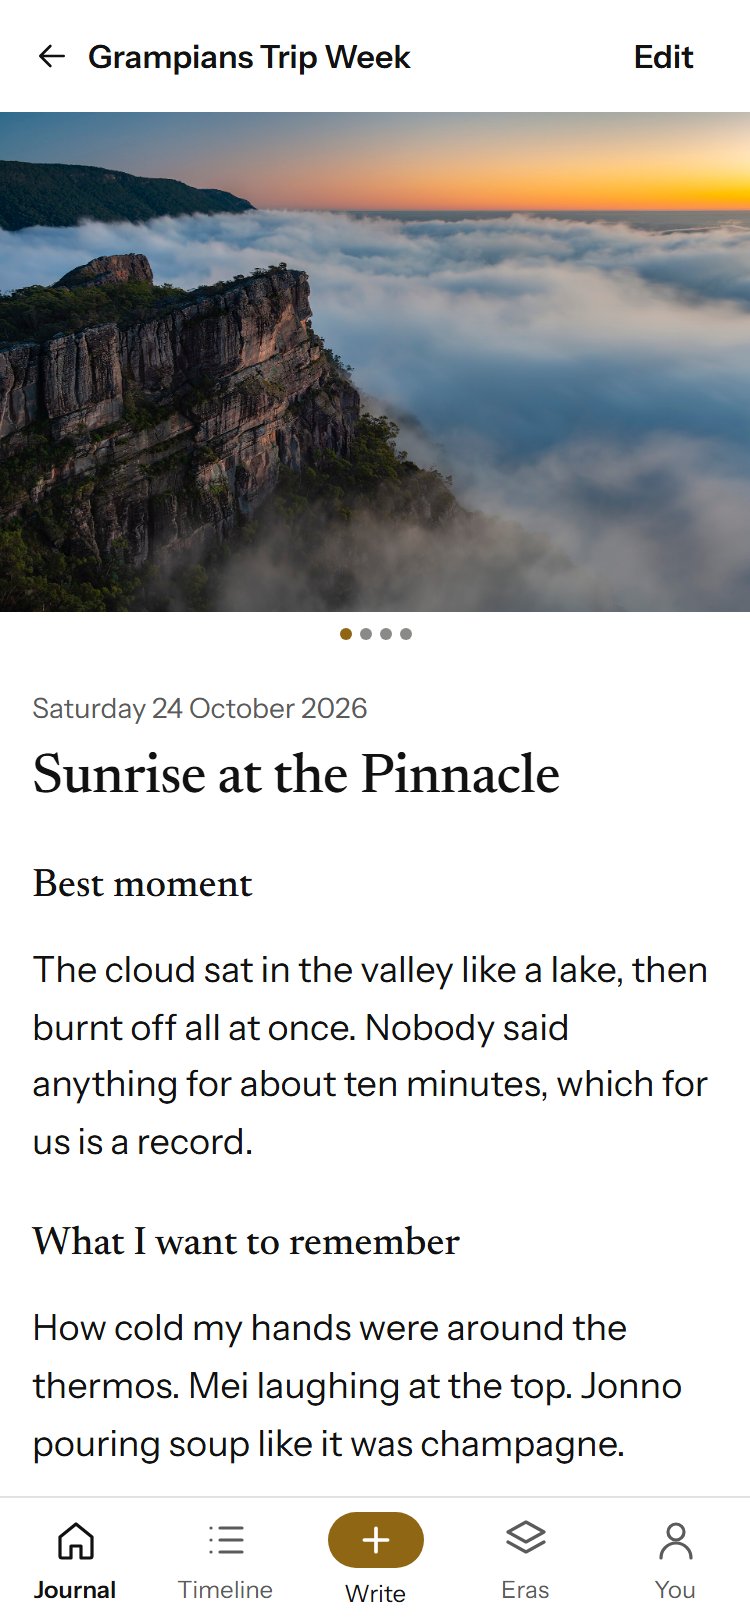 Grampians Trip Week
Edit
Saturday 24 October 2026
Sunrise at the Pinnacle
Best moment
The cloud sat in the valley like a lake, then
burnt off all at once. Nobody said
anything for about ten minutes, which for
us is a record.
What I want to remember
How cold my hands were around the
thermos. Mei laughing at the top. Jonno
pouring soup like it was champagne.
Journal
Timeline
Write
Eras
You